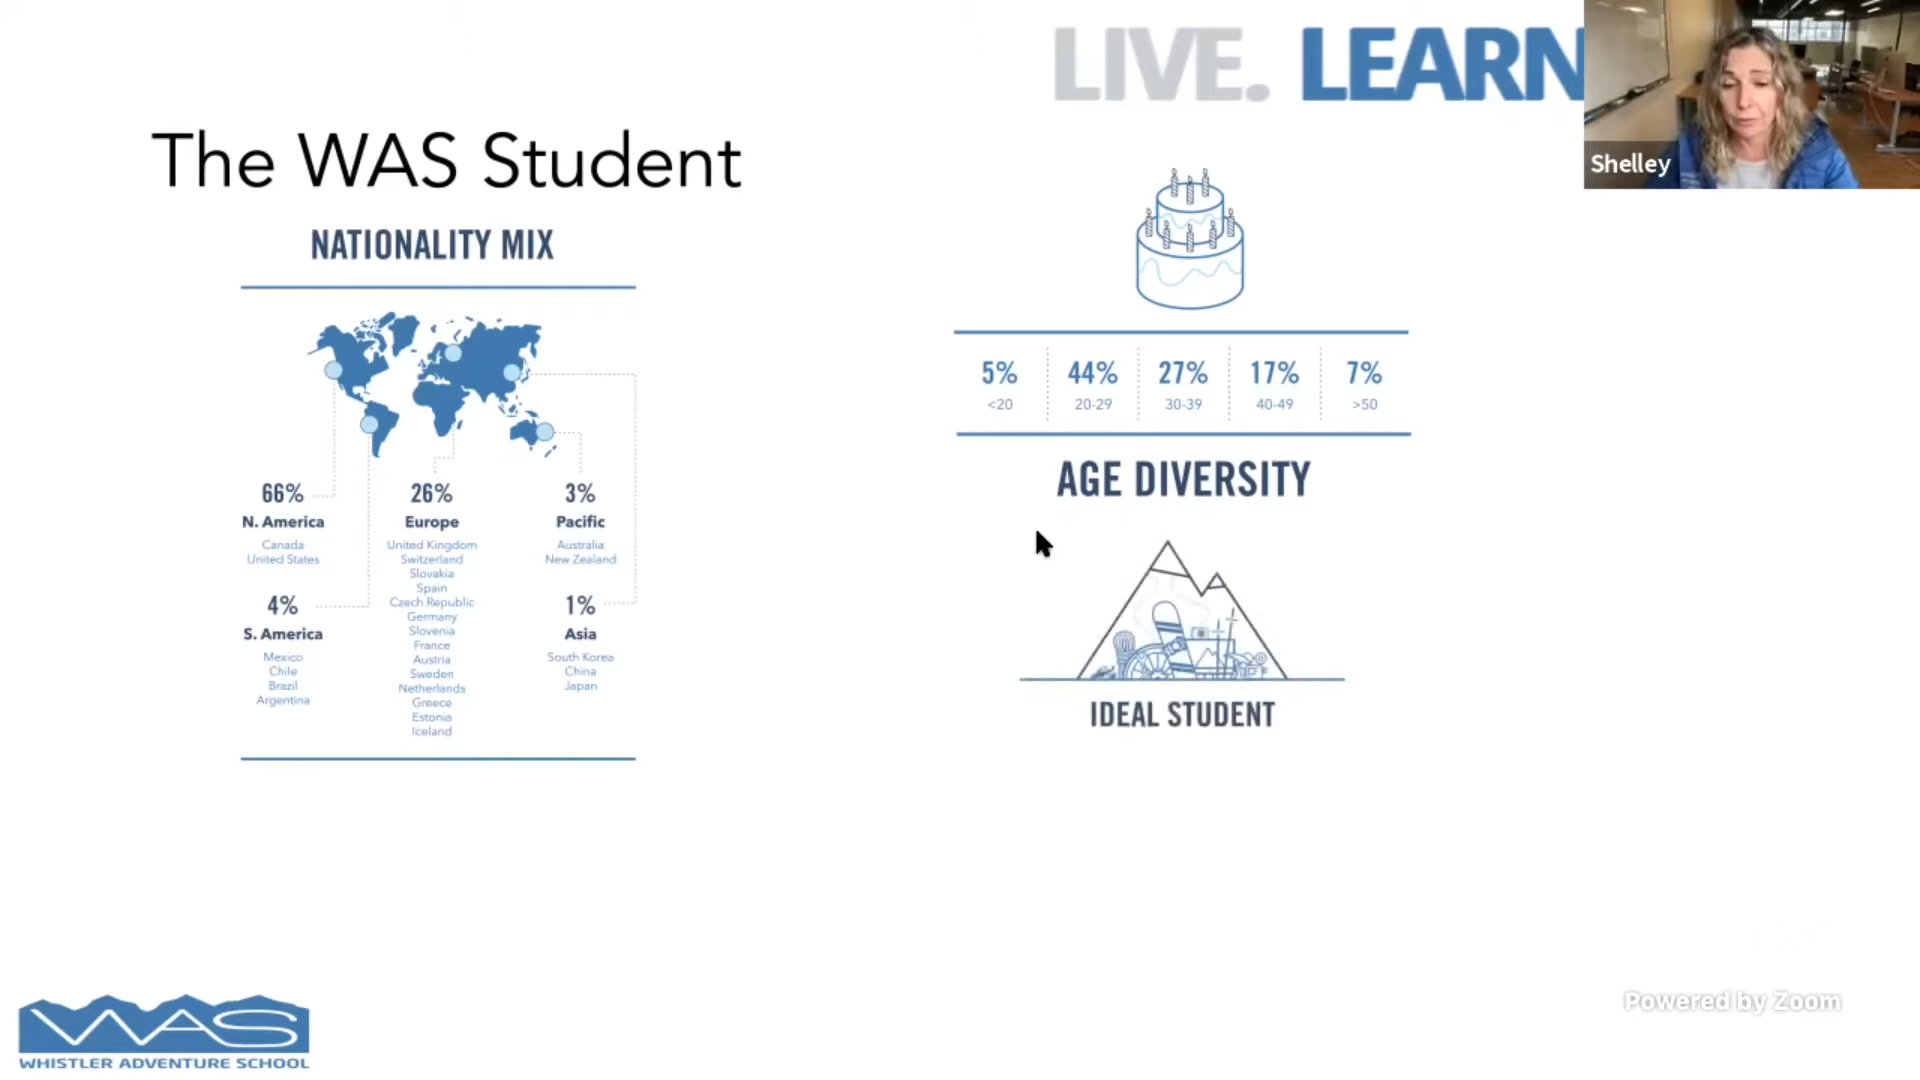 LIVE. LEARN
Shelley
The WAS Student
NATIONALITY MIX
66%
N. America
Canada
United States
26%
Europe
United Kingdom
Switzerland
Slovakia
Spain
Czech Republic
Germany
Slovenia
France
Austria
Sweden
Netherlands
Greece
Estonia
Iceland
3%
Pacific
Australia
New Zealand
4%
S. America
Mexico
Chile
Brazil
Argentina
1%
Asia
South Korea
China
Japan
5% 44% 27% 17% 7%
<20 20-29 30-39 40-49 >50
AGE DIVERSITY
IDEAL STUDENT
WAS
WHISTLER ADVENTURE SCHOOL
Powered by Zoom